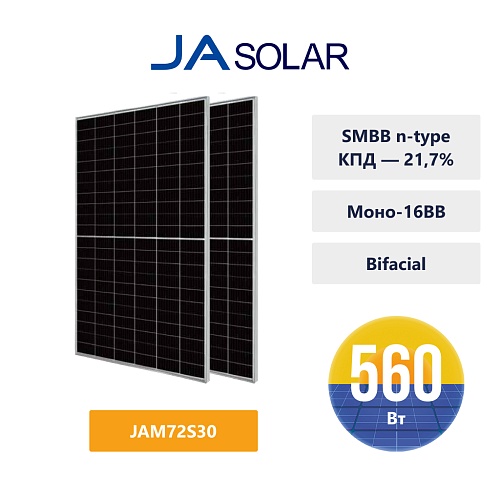 JA SOLAR
SMBB n-type
КПД — 21,7%
Моно-16BB
Bifacial
560
Вт
JAM72S30